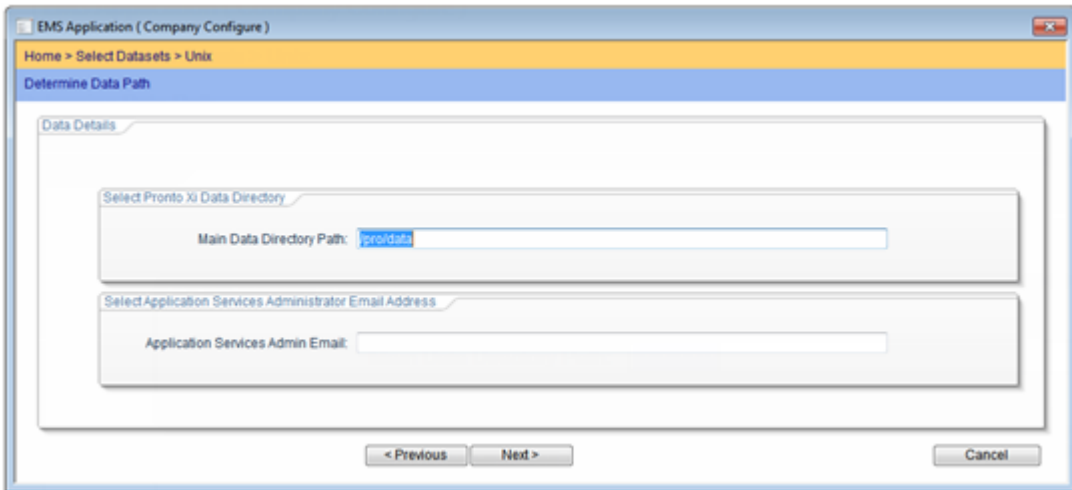 EMS Application ( Company Configure )
Home > Select Datasets > Unix
Determine Data Path
Data Details
Select Pronto Xi Data Directory
Main Data Directory Path: /pro/data
Select Application Services Administrator Email Address
Application Services Admin Email:
< Previous Next > Cancel